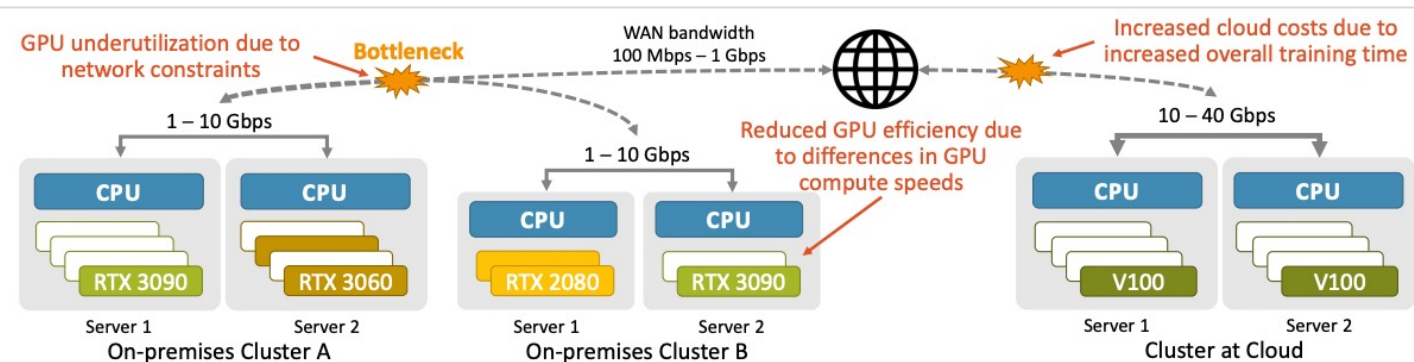 GPU underutilization due to
network constraints
Bottleneck
WAN bandwidth
100 Mbps – 1 Gbps
Increased cloud costs due to
increased overall training time
1 – 10 Gbps
CPU
CPU
RTX 3090
RTX 3060
Server 1
Server 2
On-premises Cluster A
1 – 10 Gbps
CPU
CPU
RTX 2080
RTX 3090
Server 1
Server 2
On-premises Cluster B
Reduced GPU efficiency due
to differences in GPU
compute speeds
10 – 40 Gbps
CPU
CPU
V100
V100
Server 1
Server 2
Cluster at Cloud